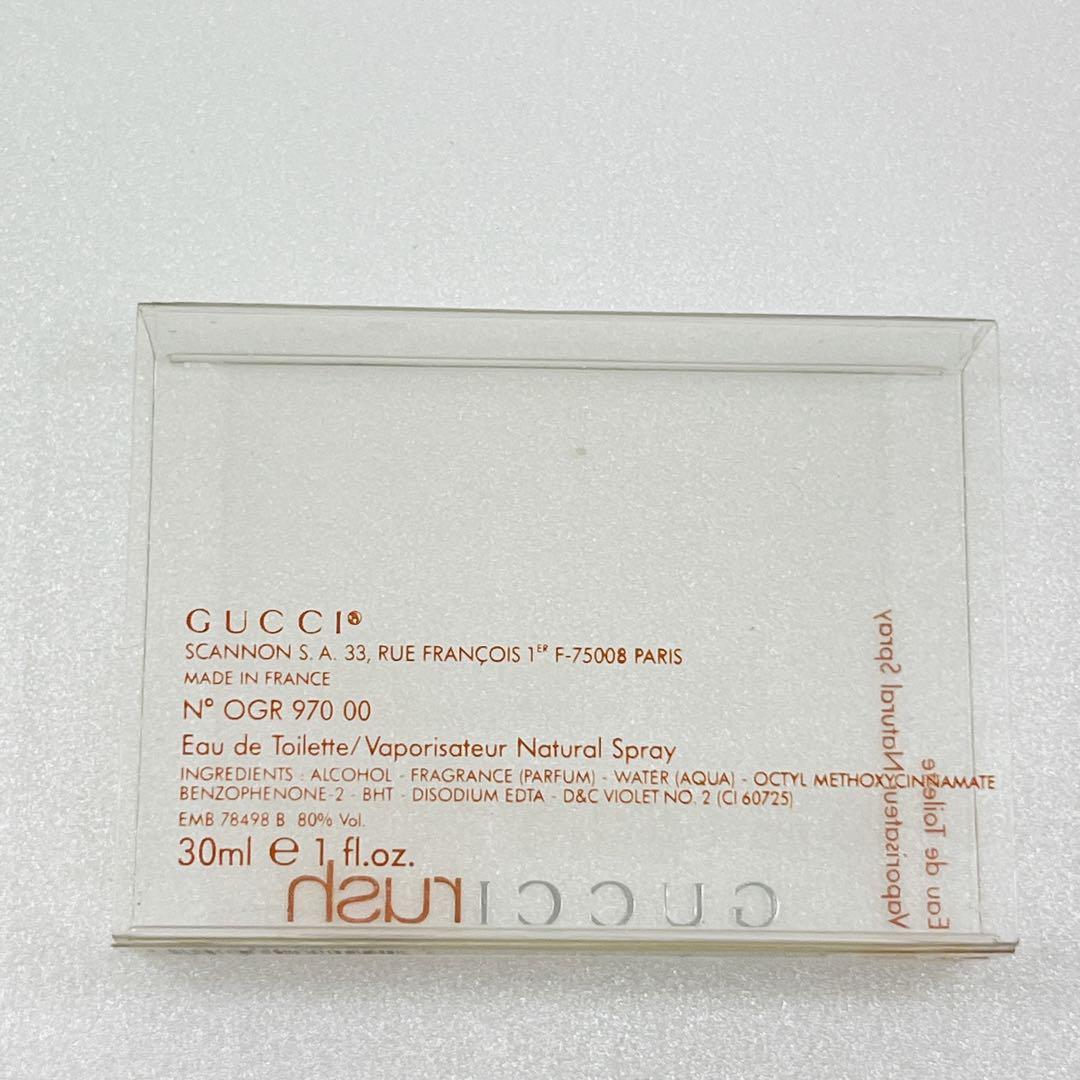 GUCCI®
SCANNON S. A. 33, RUE FRANÇOIS 1ER F-75008 PARIS
MADE IN FRANCE
N° OGR 970 00
Eau de Toilette/Vaporisateur Natural Spray
INGREDIENTS : ALCOHOL - FRAGRANCE (PARFUM) - WATER (AQUA) - OCTYL METHOXYCINNAMATE
BENZOPHENONE-2 - BHT - DISODIUM EDTA - D&C VIOLET NO. 2 (CI 60725)
EMB 78498 B 80% Vol.
30ml e 1 fl.oz.
GUCCI rush
Eau de Toilette
Vaporisateur Natural Spray